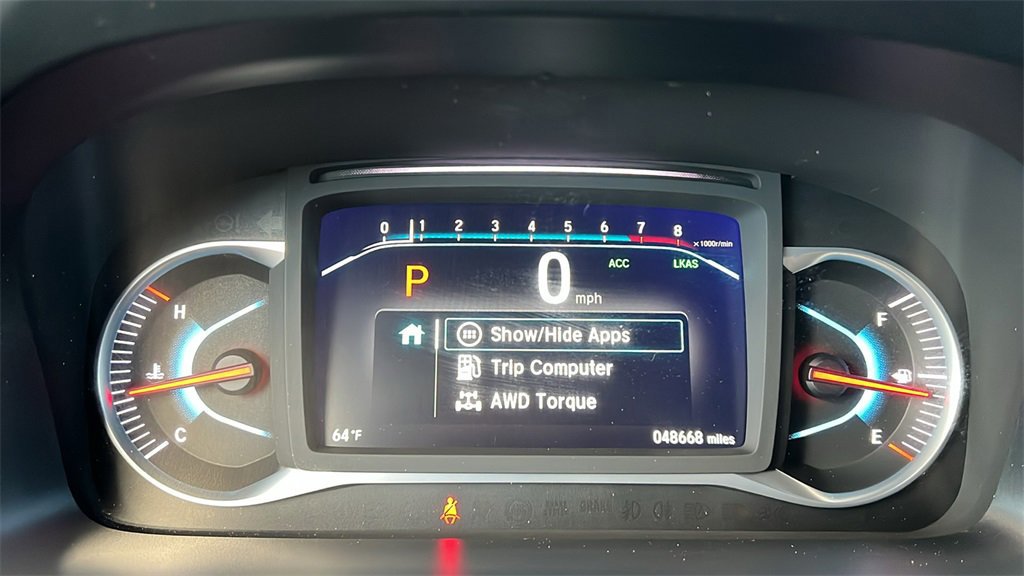 0 1 2 3 4 5 6 7 8 ×1000r/min
P 0 mph ACC LKAS
H
C
Show/Hide Apps
Trip Computer
AWD Torque
64°F 048668 miles
F
E